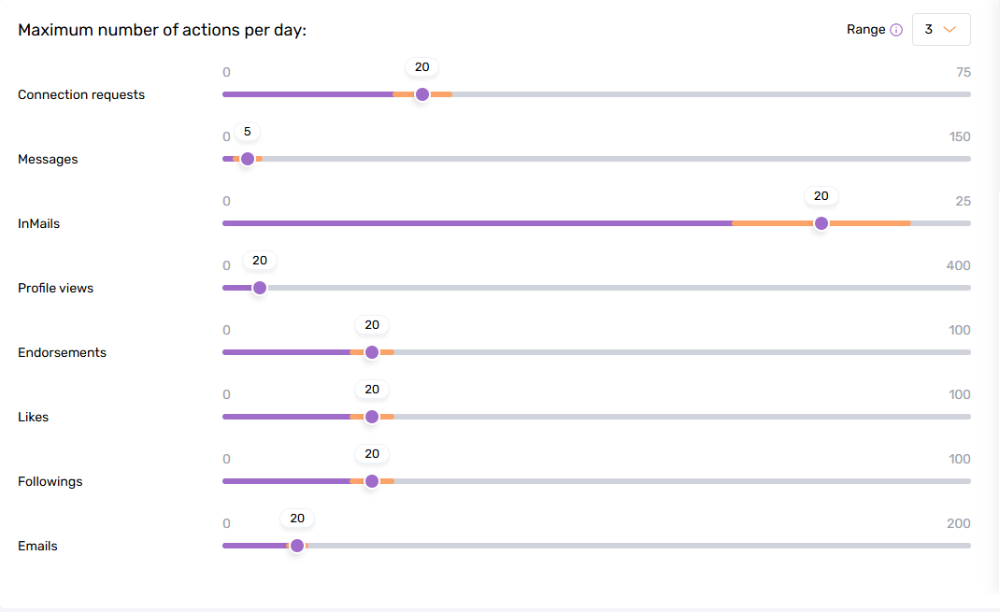 Maximum number of actions per day:
Range 3
20
0 75
Connection requests
5
0 150
Messages
20
0 25
InMails
20
0 400
Profile views
20
0 100
Endorsements
20
0 100
Likes
20
0 100
Followings
20
0 200
Emails